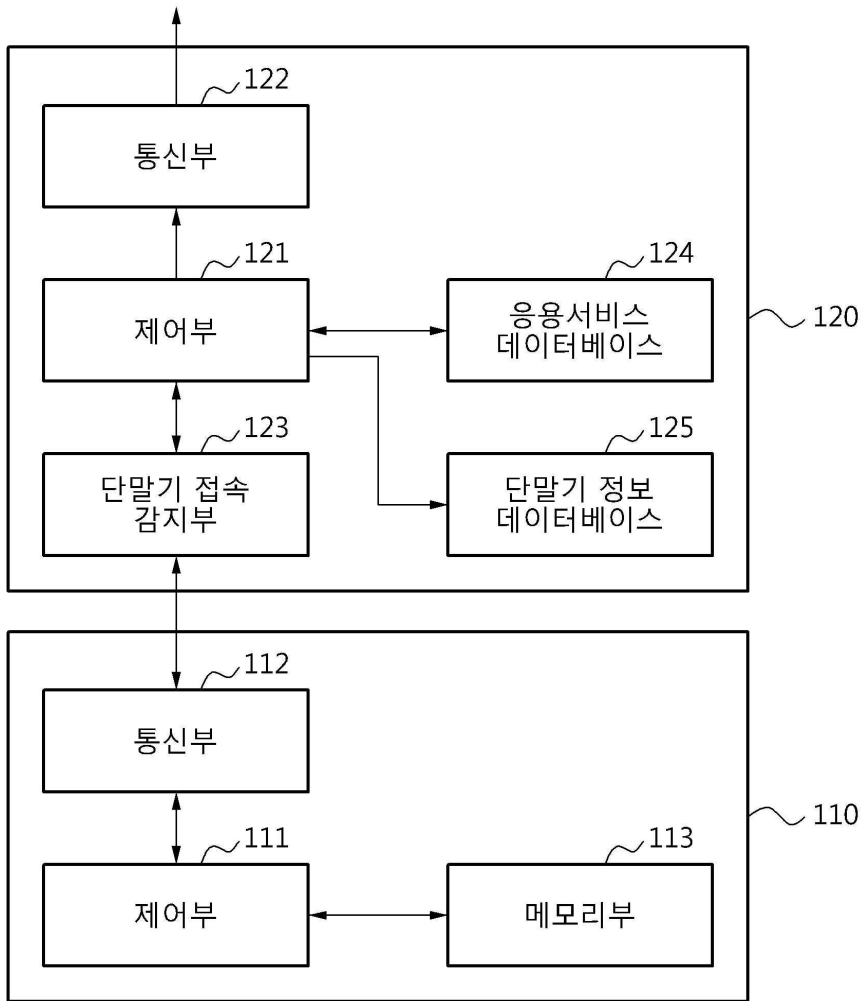 122
통신부
121
제어부
124
응용서비스
데이터베이스
120
123
단말기 접속
감지부
125
단말기 정보
데이터베이스
112
통신부
110
111
제어부
113
메모리부